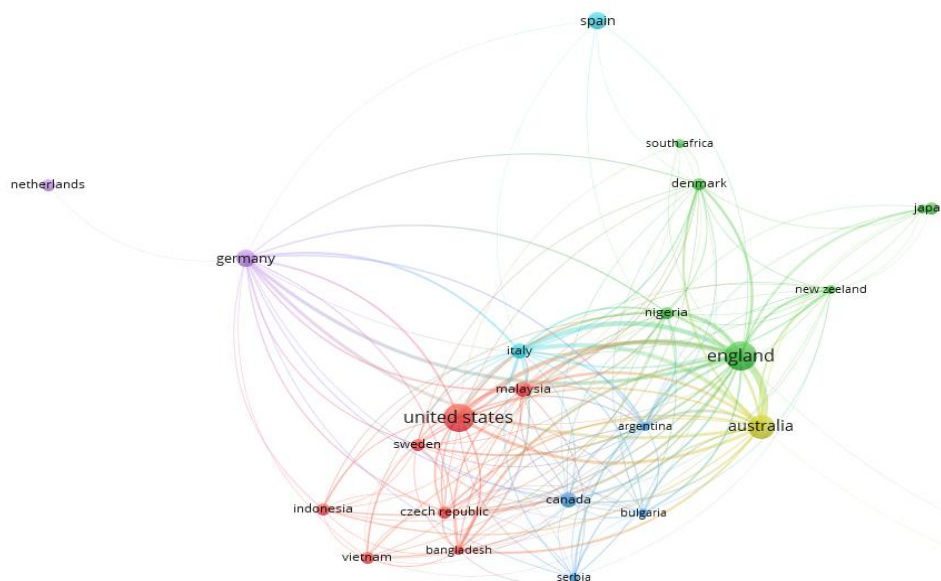 spain
south africa
denmark
netherlands
japa
germany
new zeeland
nigeria
italy
england
malaysia
united states
argentina
australia
sweden
canada
indonesia
czech republic
bulgaria
bangladesh
vietnam
serbia